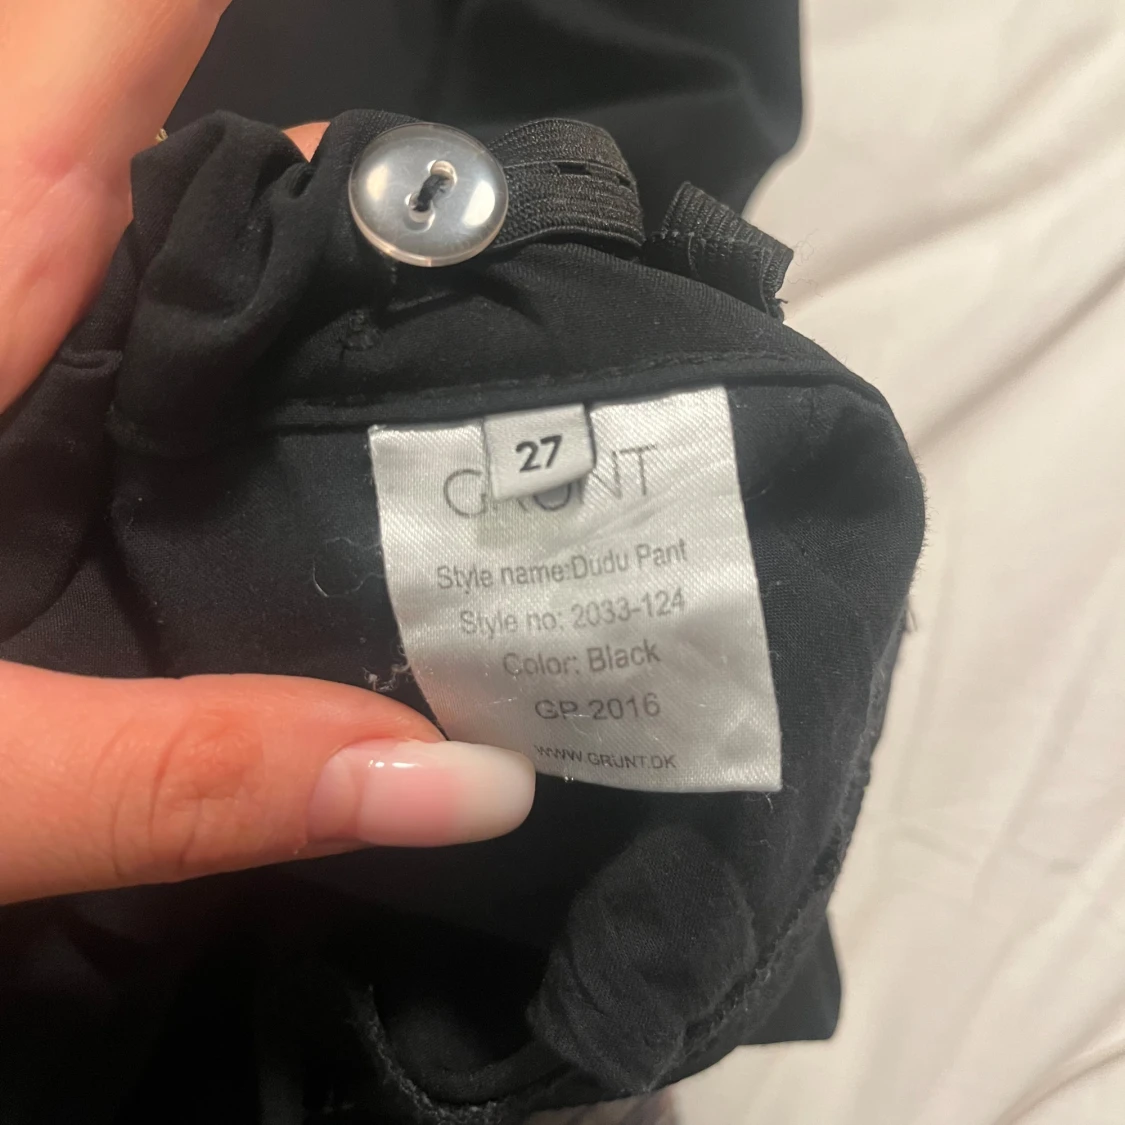 27
GRUNT
Style name:Dudu Pant
Style no: 2033-124
Color: Black
GP 2016
WWW.GRUNT.DK